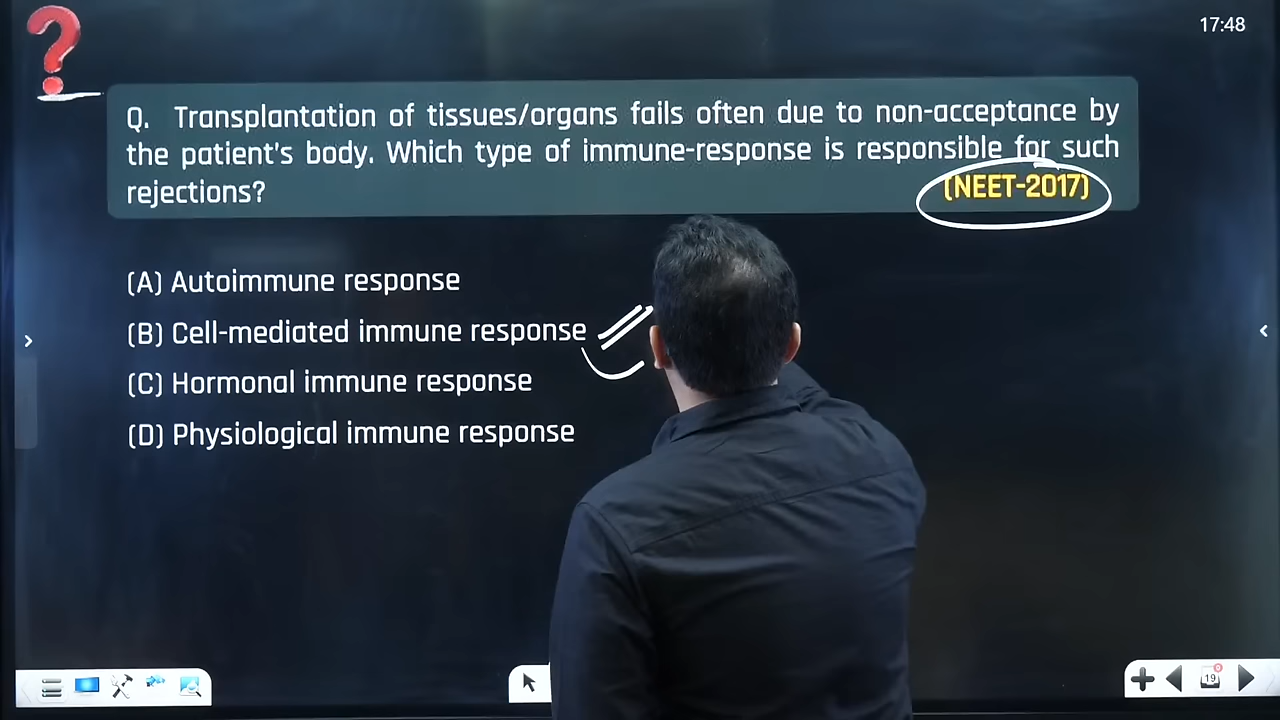 17:48
Q. Transplantation of tissues/organs fails often due to non-acceptance by
the patient's body. Which type of immune-response is responsible for such
rejections? (NEET-2017)
(A) Autoimmune response
(B) Cell-mediated immune response
(C) Hormonal immune response
(D) Physiological immune response
19